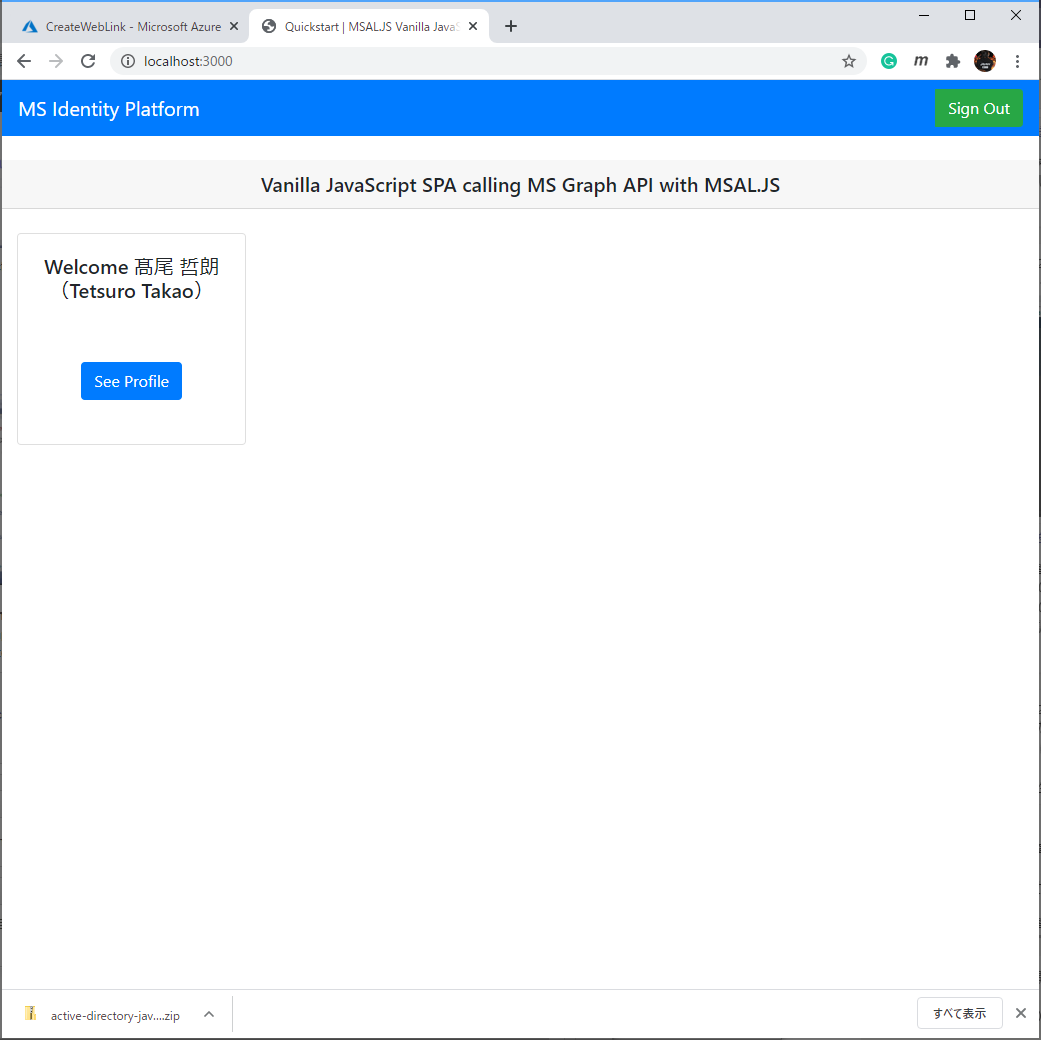 CreateWebLink - Microsoft Azure
Quickstart | MSAL.JS Vanilla JavaS
localhost:3000
MS Identity Platform
Sign Out
Vanilla JavaScript SPA calling MS Graph API with MSAL.JS
Welcome 髙尾 哲朗
（Tetsuro Takao）
See Profile
active-directory-jav....zip
すべて表示